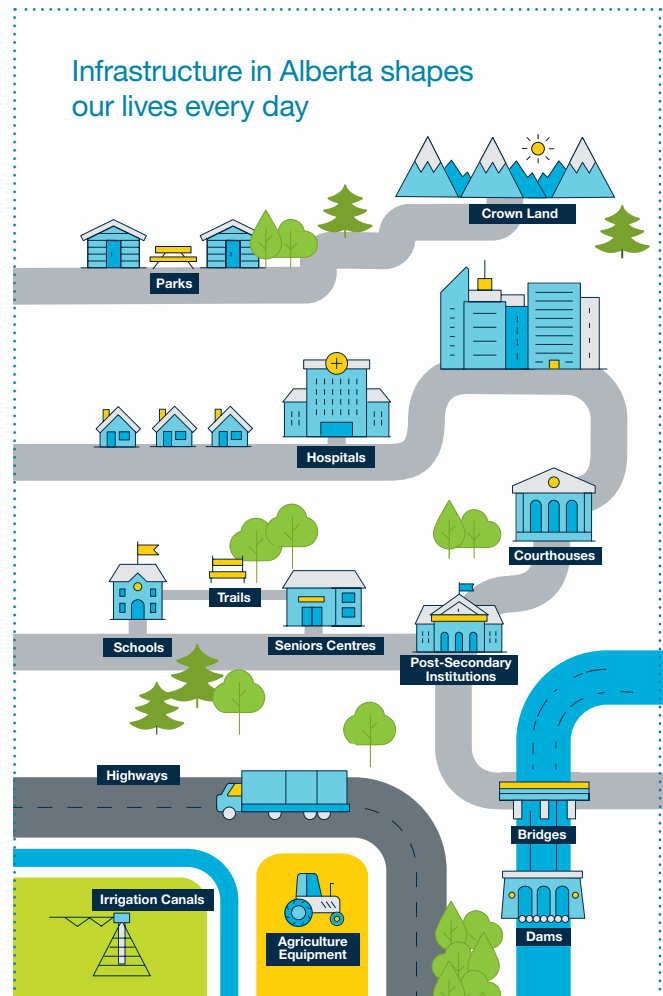 Infrastructure in Alberta shapes
our lives every day
Crown Land
Parks
Hospitals
Courthouses
Trails
Schools
Seniors Centres
Post-Secondary
Institutions
Highways
Bridges
Irrigation Canals
Agriculture
Equipment
Dams